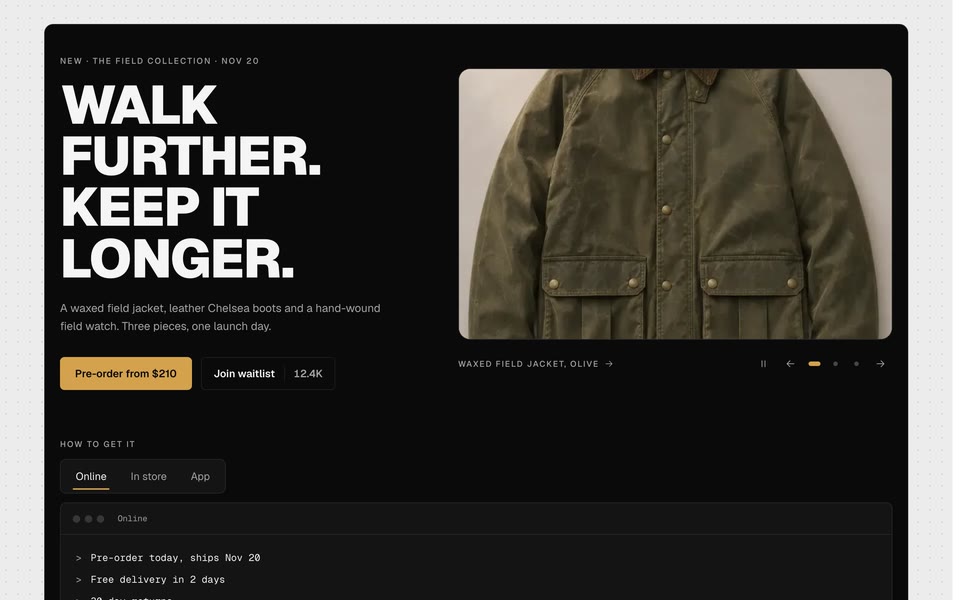 NEW · THE FIELD COLLECTION · NOV 20
WALK
FURTHER.
KEEP IT
LONGER.
A waxed field jacket, leather Chelsea boots and a hand-wound
field watch. Three pieces, one launch day.
Pre-order from $210
Join waitlist 12.4K
WAXED FIELD JACKET, OLIVE →
HOW TO GET IT
Online In store App
Online
> Pre-order today, ships Nov 20
> Free delivery in 2 days